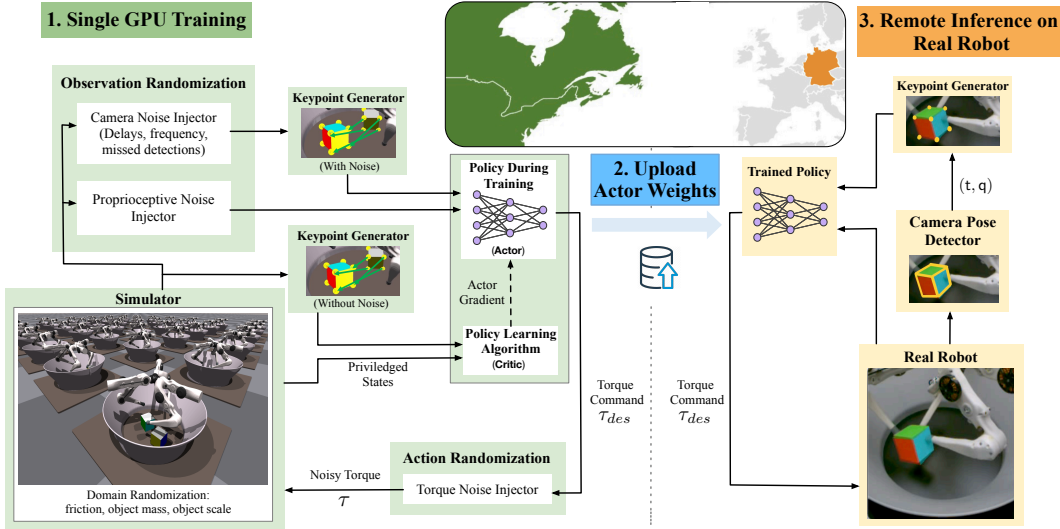 1. Single GPU Training
Observation Randomization
Camera Noise Injector
(Delays, frequency,
missed detections)
Proprioceptive Noise
Injector
Keypoint Generator
(With Noise)
Keypoint Generator
(Without Noise)
Policy During
Training
(Actor)
Actor
Gradient
Policy Learning
Algorithm
(Critic)
Priviledged
States
Simulator
Domain Randomization:
friction, object mass, object scale
Noisy Torque
τ
Action Randomization
Torque Noise Injector
Torque
Command
τdes
2. Upload
Actor Weights
Torque
Command
τdes
3. Remote Inference on
Real Robot
Trained Policy
Keypoint Generator
(t, q)
Camera Pose
Detector
Real Robot